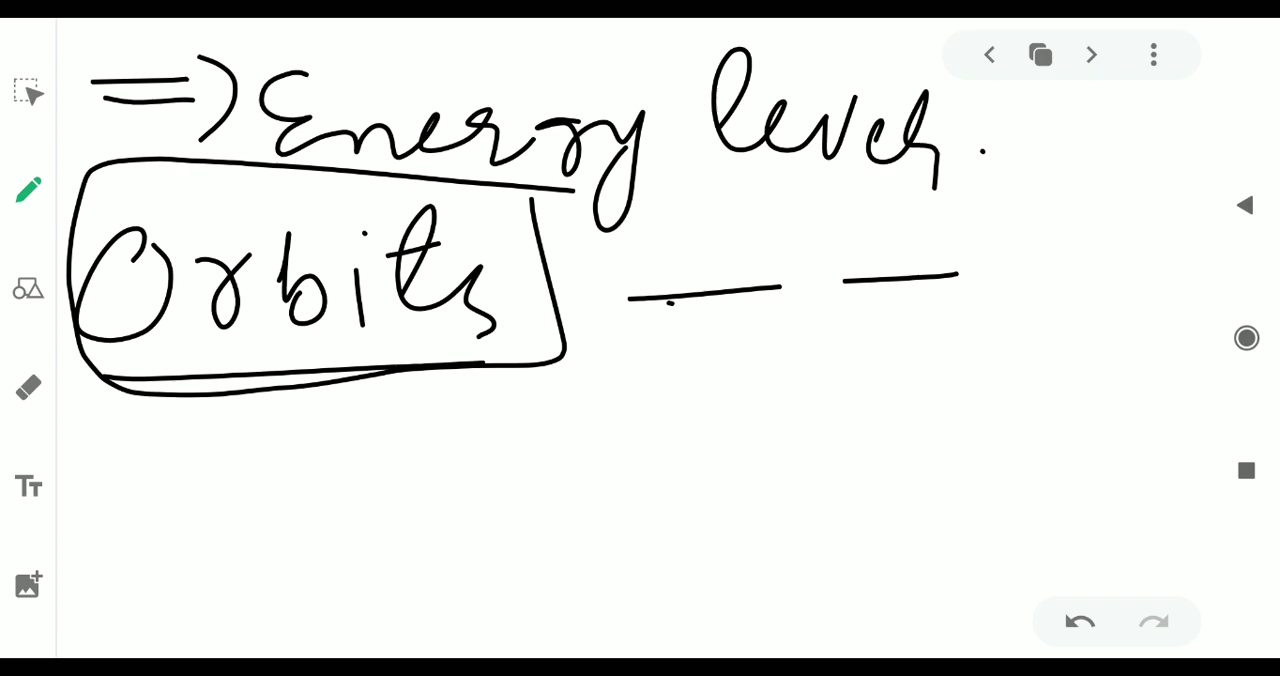 => Energy levels.
Orbits — —